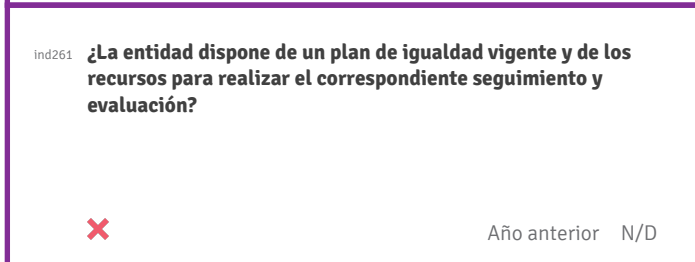 ind261 ¿La entidad dispone de un plan de igualdad vigente y de los
recursos para realizar el correspondiente seguimiento y
evaluación?
Año anterior N/D